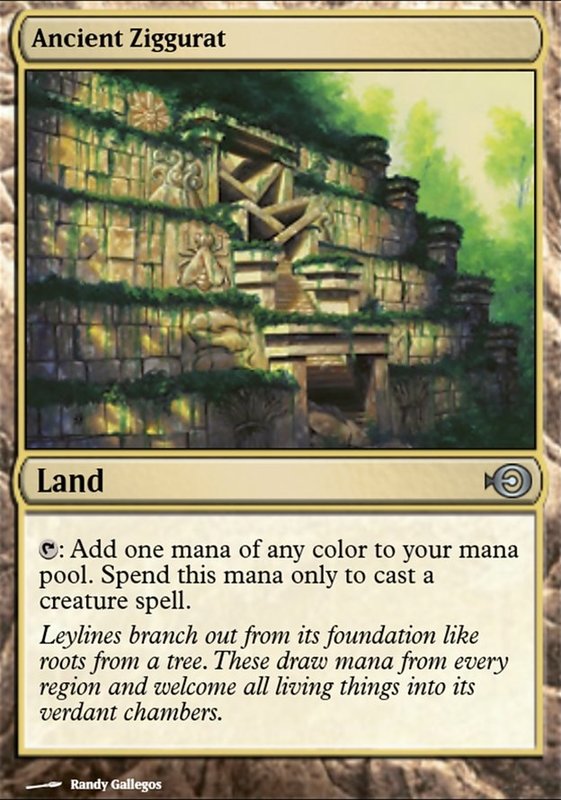 Ancient Ziggurat
Land
: Add one mana of any color to your mana
pool. Spend this mana only to cast a
creature spell.
Leylines branch out from its foundation like
roots from a tree. These draw mana from every
region and welcome all living things into its
verdant chambers.
Randy Gallegos